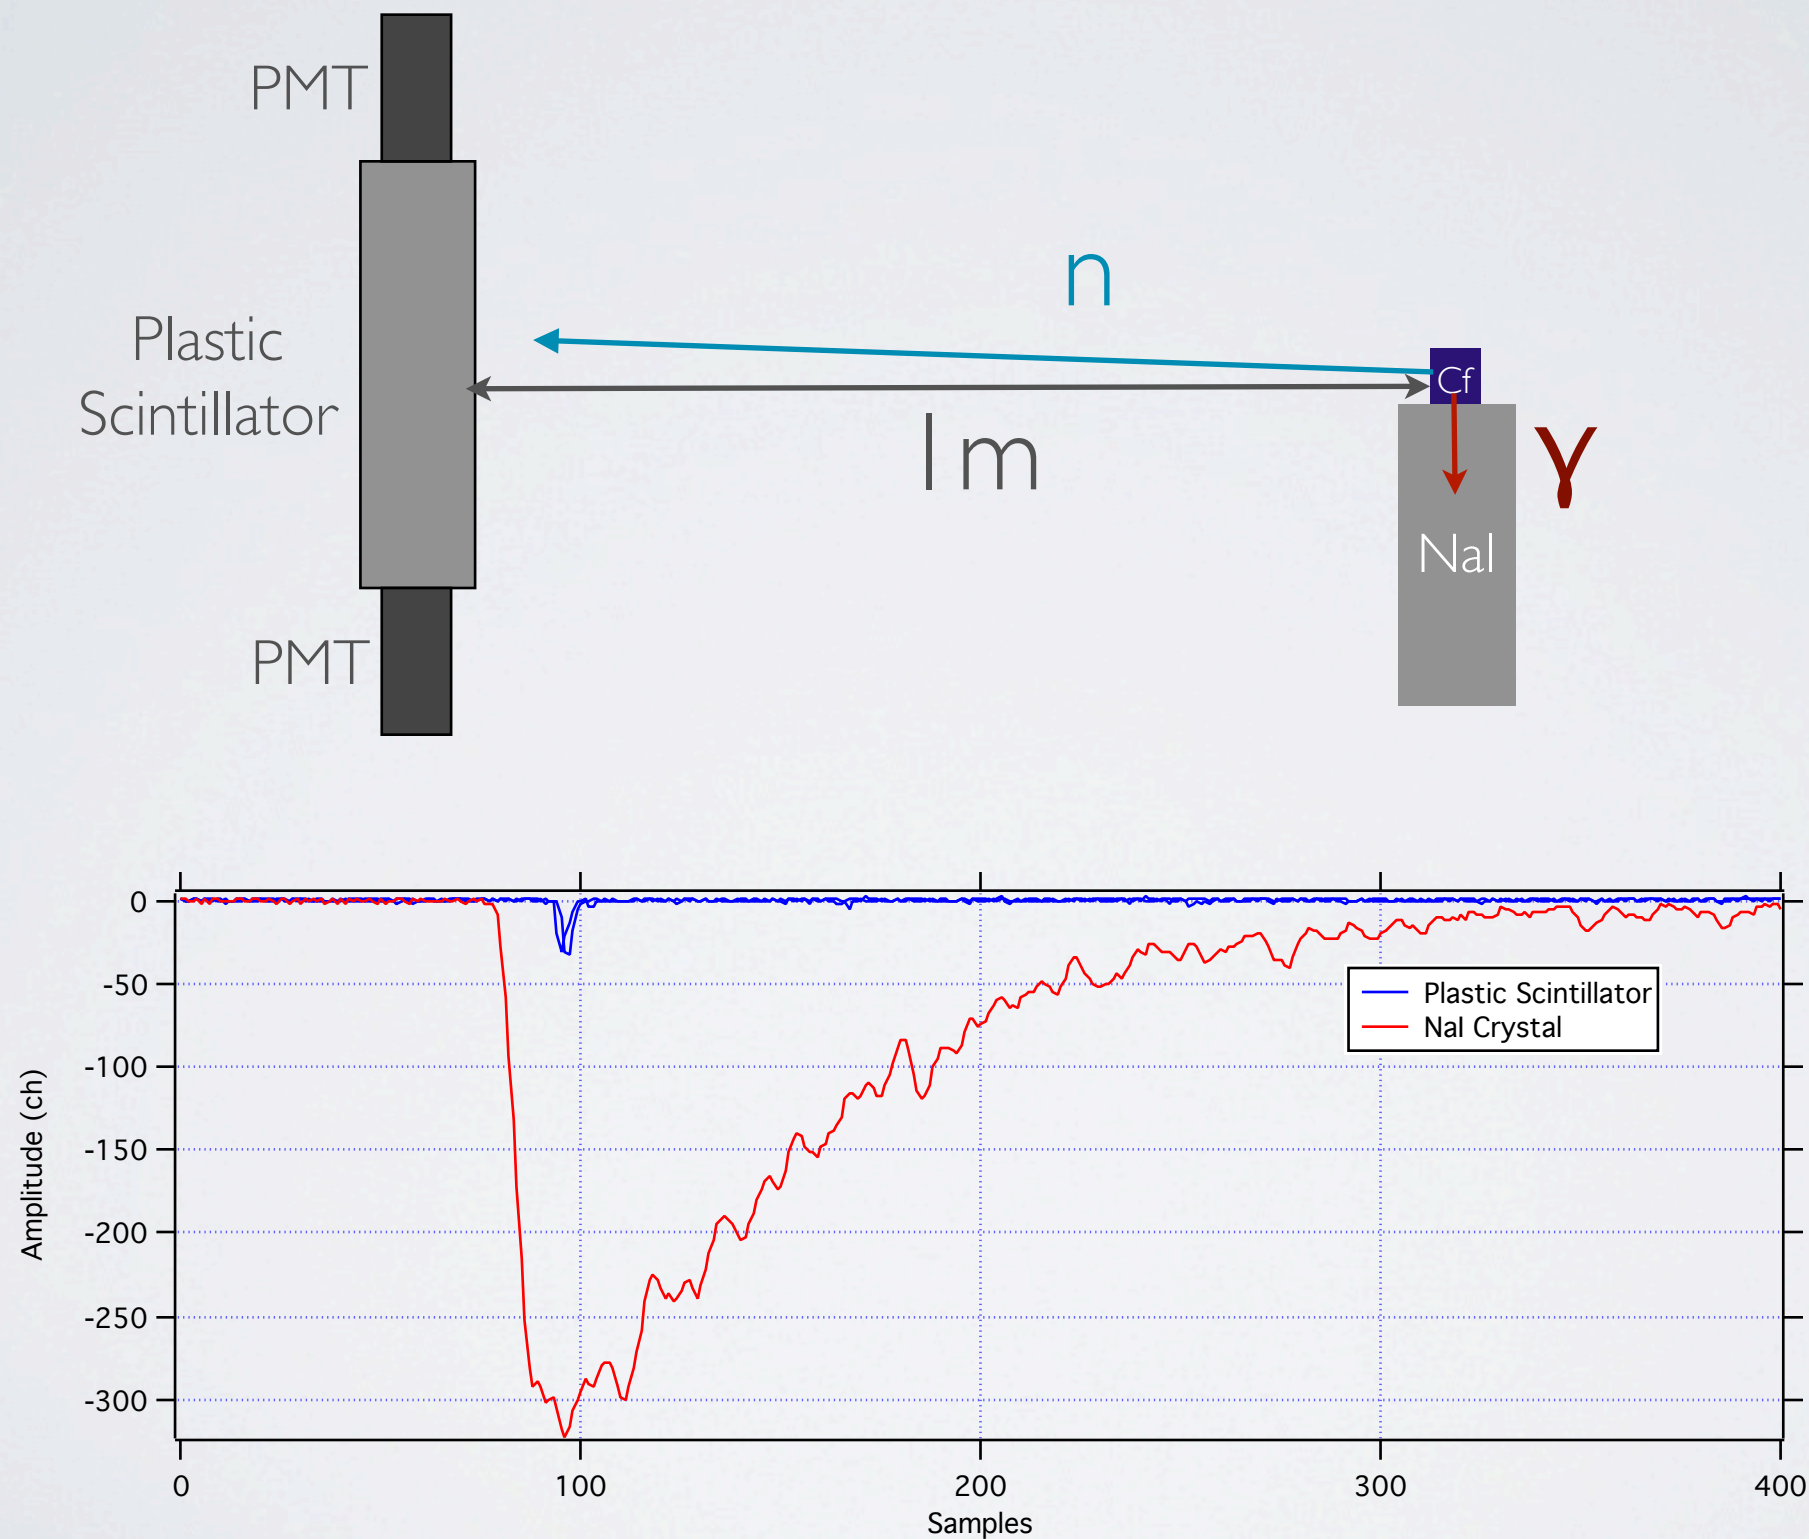 PMT
n
Plastic
Scintillator
Cf
1 m
γ
NaI
PMT
0
-50
-100
-150
-200
-250
-300
Amplitude (ch)
Plastic Scintillator
NaI Crystal
0
100
200
300
400
Samples